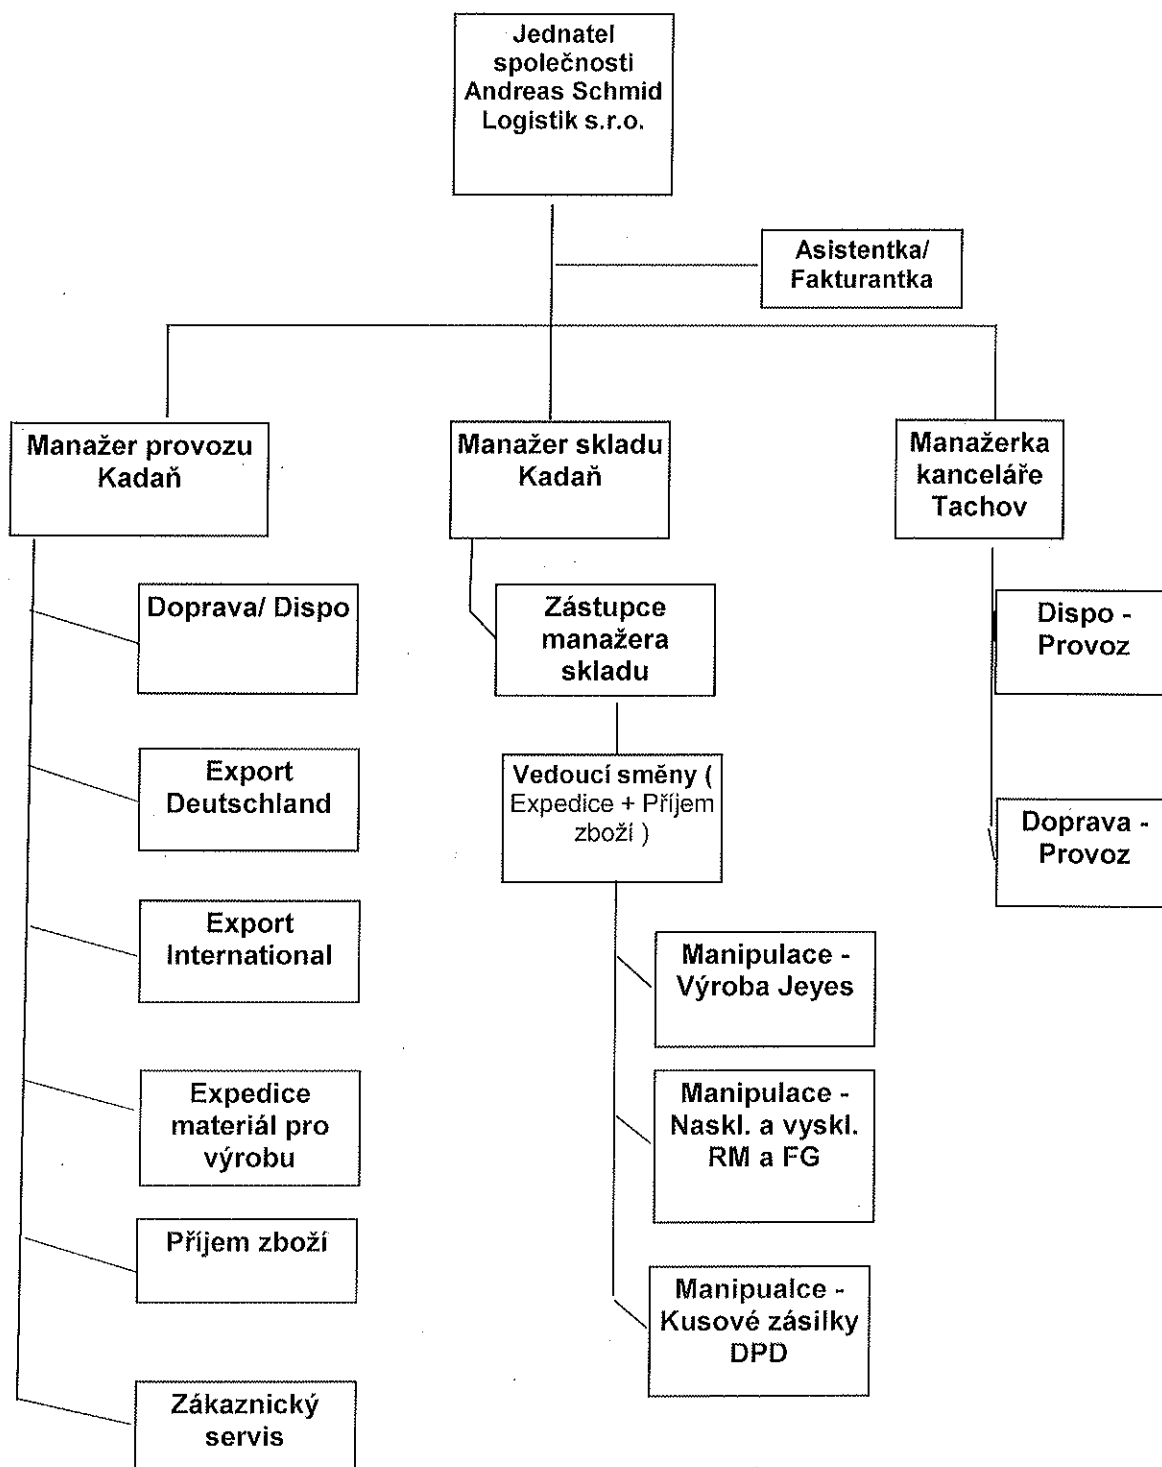 Jednatel
společnosti
Andreas Schmid
Logistik s.r.o.
Asistentka/
Fakturantka
Manažer provozu
Kadaň
Manažer skladu
Kadaň
Manažerka
kanceláře
Tachov
Doprava/ Dispo
Export
Deutschland
Export
International
Expedice
materiál pro
výrobu
Příjem zboží
Zákaznický
servis
Zástupce
manažera
skladu
Vedoucí směny (
Expedice + Příjem
zboží )
Manipulace -
Výroba Jeyes
Manipulace -
Naskl. a vyskl.
RM a FG
Manipualce -
Kusové zásilky
DPD
Dispo -
Provoz
Doprava -
Provoz